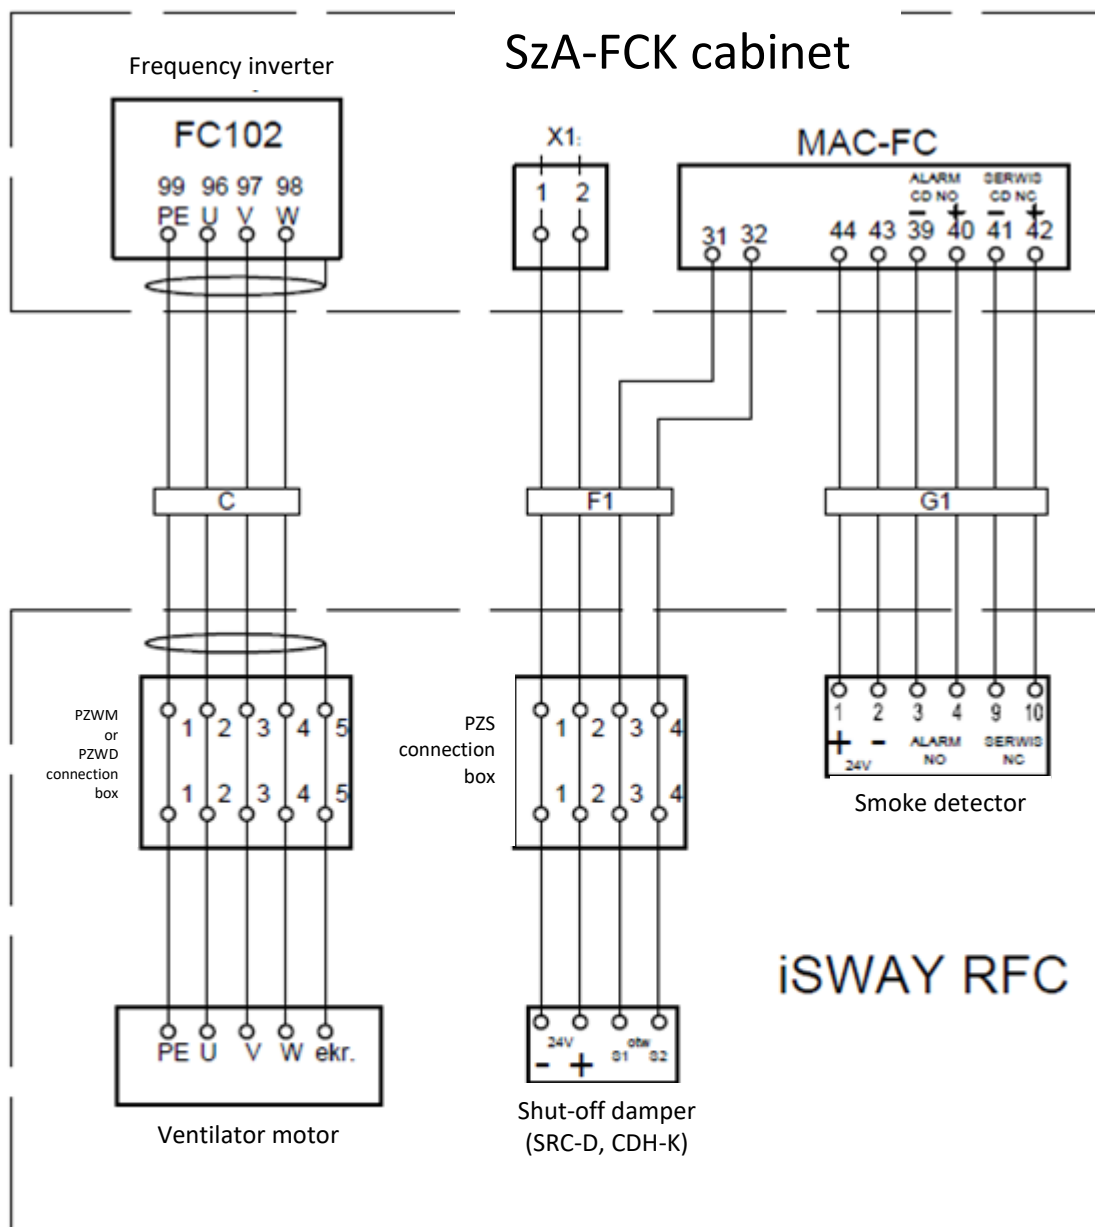 SzA-FCK cabinet
Frequency inverter
FC102
99 96 97 98
PE U V W
X1:
1 2
MAC-FC
ALARM SERWIS
CD NO CD NC
- + - +
31 32 44 43 39 40 41 42
C
F1
G1
PZWM
or
PZWD
connection
box
1 2 3 4 5
1 2 3 4 5
PZS
connection
box
1 2 3 4
1 2 3 4
1 2 3 4 9 10
+ - ALARM SERWIS
24V NO NC
Smoke detector
iSWAY RFC
PE U V W ekr.
Ventilator motor
24V otw
- + S1 S2
Shut-off damper
(SRC-D, CDH-K)